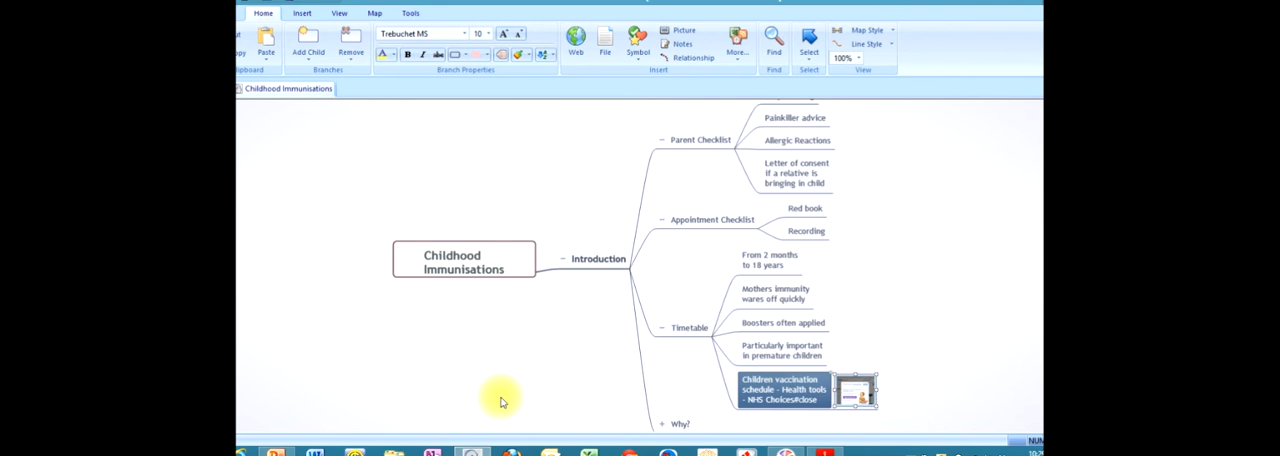 Home Insert View Map Tools
Trebuchet MS 10
Picture
Map Style
Notes
Line Style
Paste Add Child Remove Web File Symbol Relationship More... Find Select 100%
Branches Branch Properties Insert Find Select View
Childhood Immunisations
Painkiller advice
Parent Checklist
Allergic Reactions
Letter of consent
if a relative is
bringing in child
Red book
Appointment Checklist
Recording
Childhood
Immunisations
Introduction
From 2 months
to 18 years
Mothers immunity
wares off quickly
Timetable
Boosters often applied
Particularly important
in premature children
Children vaccination
schedule - Health tools
- NHS Choices#close
Why?